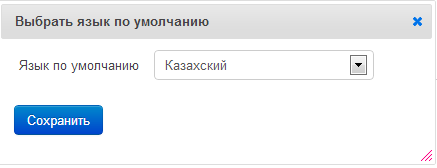 Выбрать язык по умолчанию
Язык по умолчанию Казахский
Сохранить